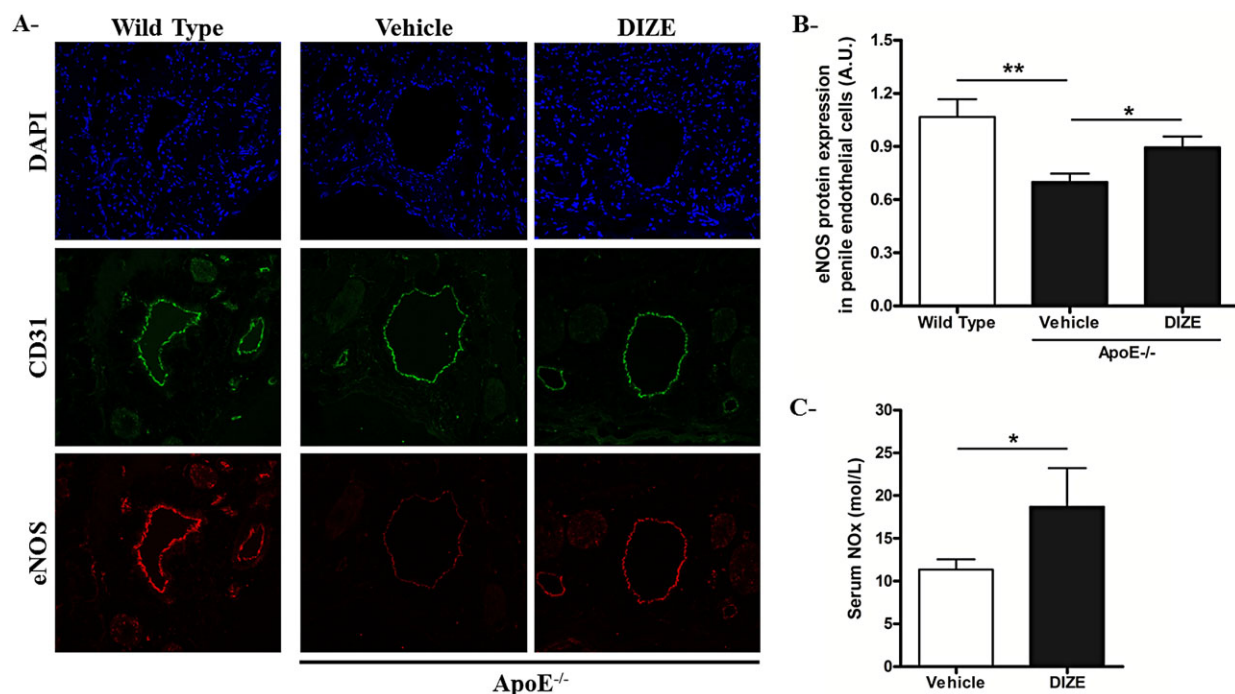 A-
Wild Type
Vehicle
DIZE
DAPI
CD31
eNOS
ApoE-/-
B-
eNOS protein expression
in penile endothelial cells (A.U.)
1.5
1.2
0.9
0.6
0.3
0.0
**
*
Wild Type
Vehicle
DIZE
ApoE-/-
C-
Serum NOx (mol/L)
30
25
20
15
10
5
0
*
Vehicle
DIZE